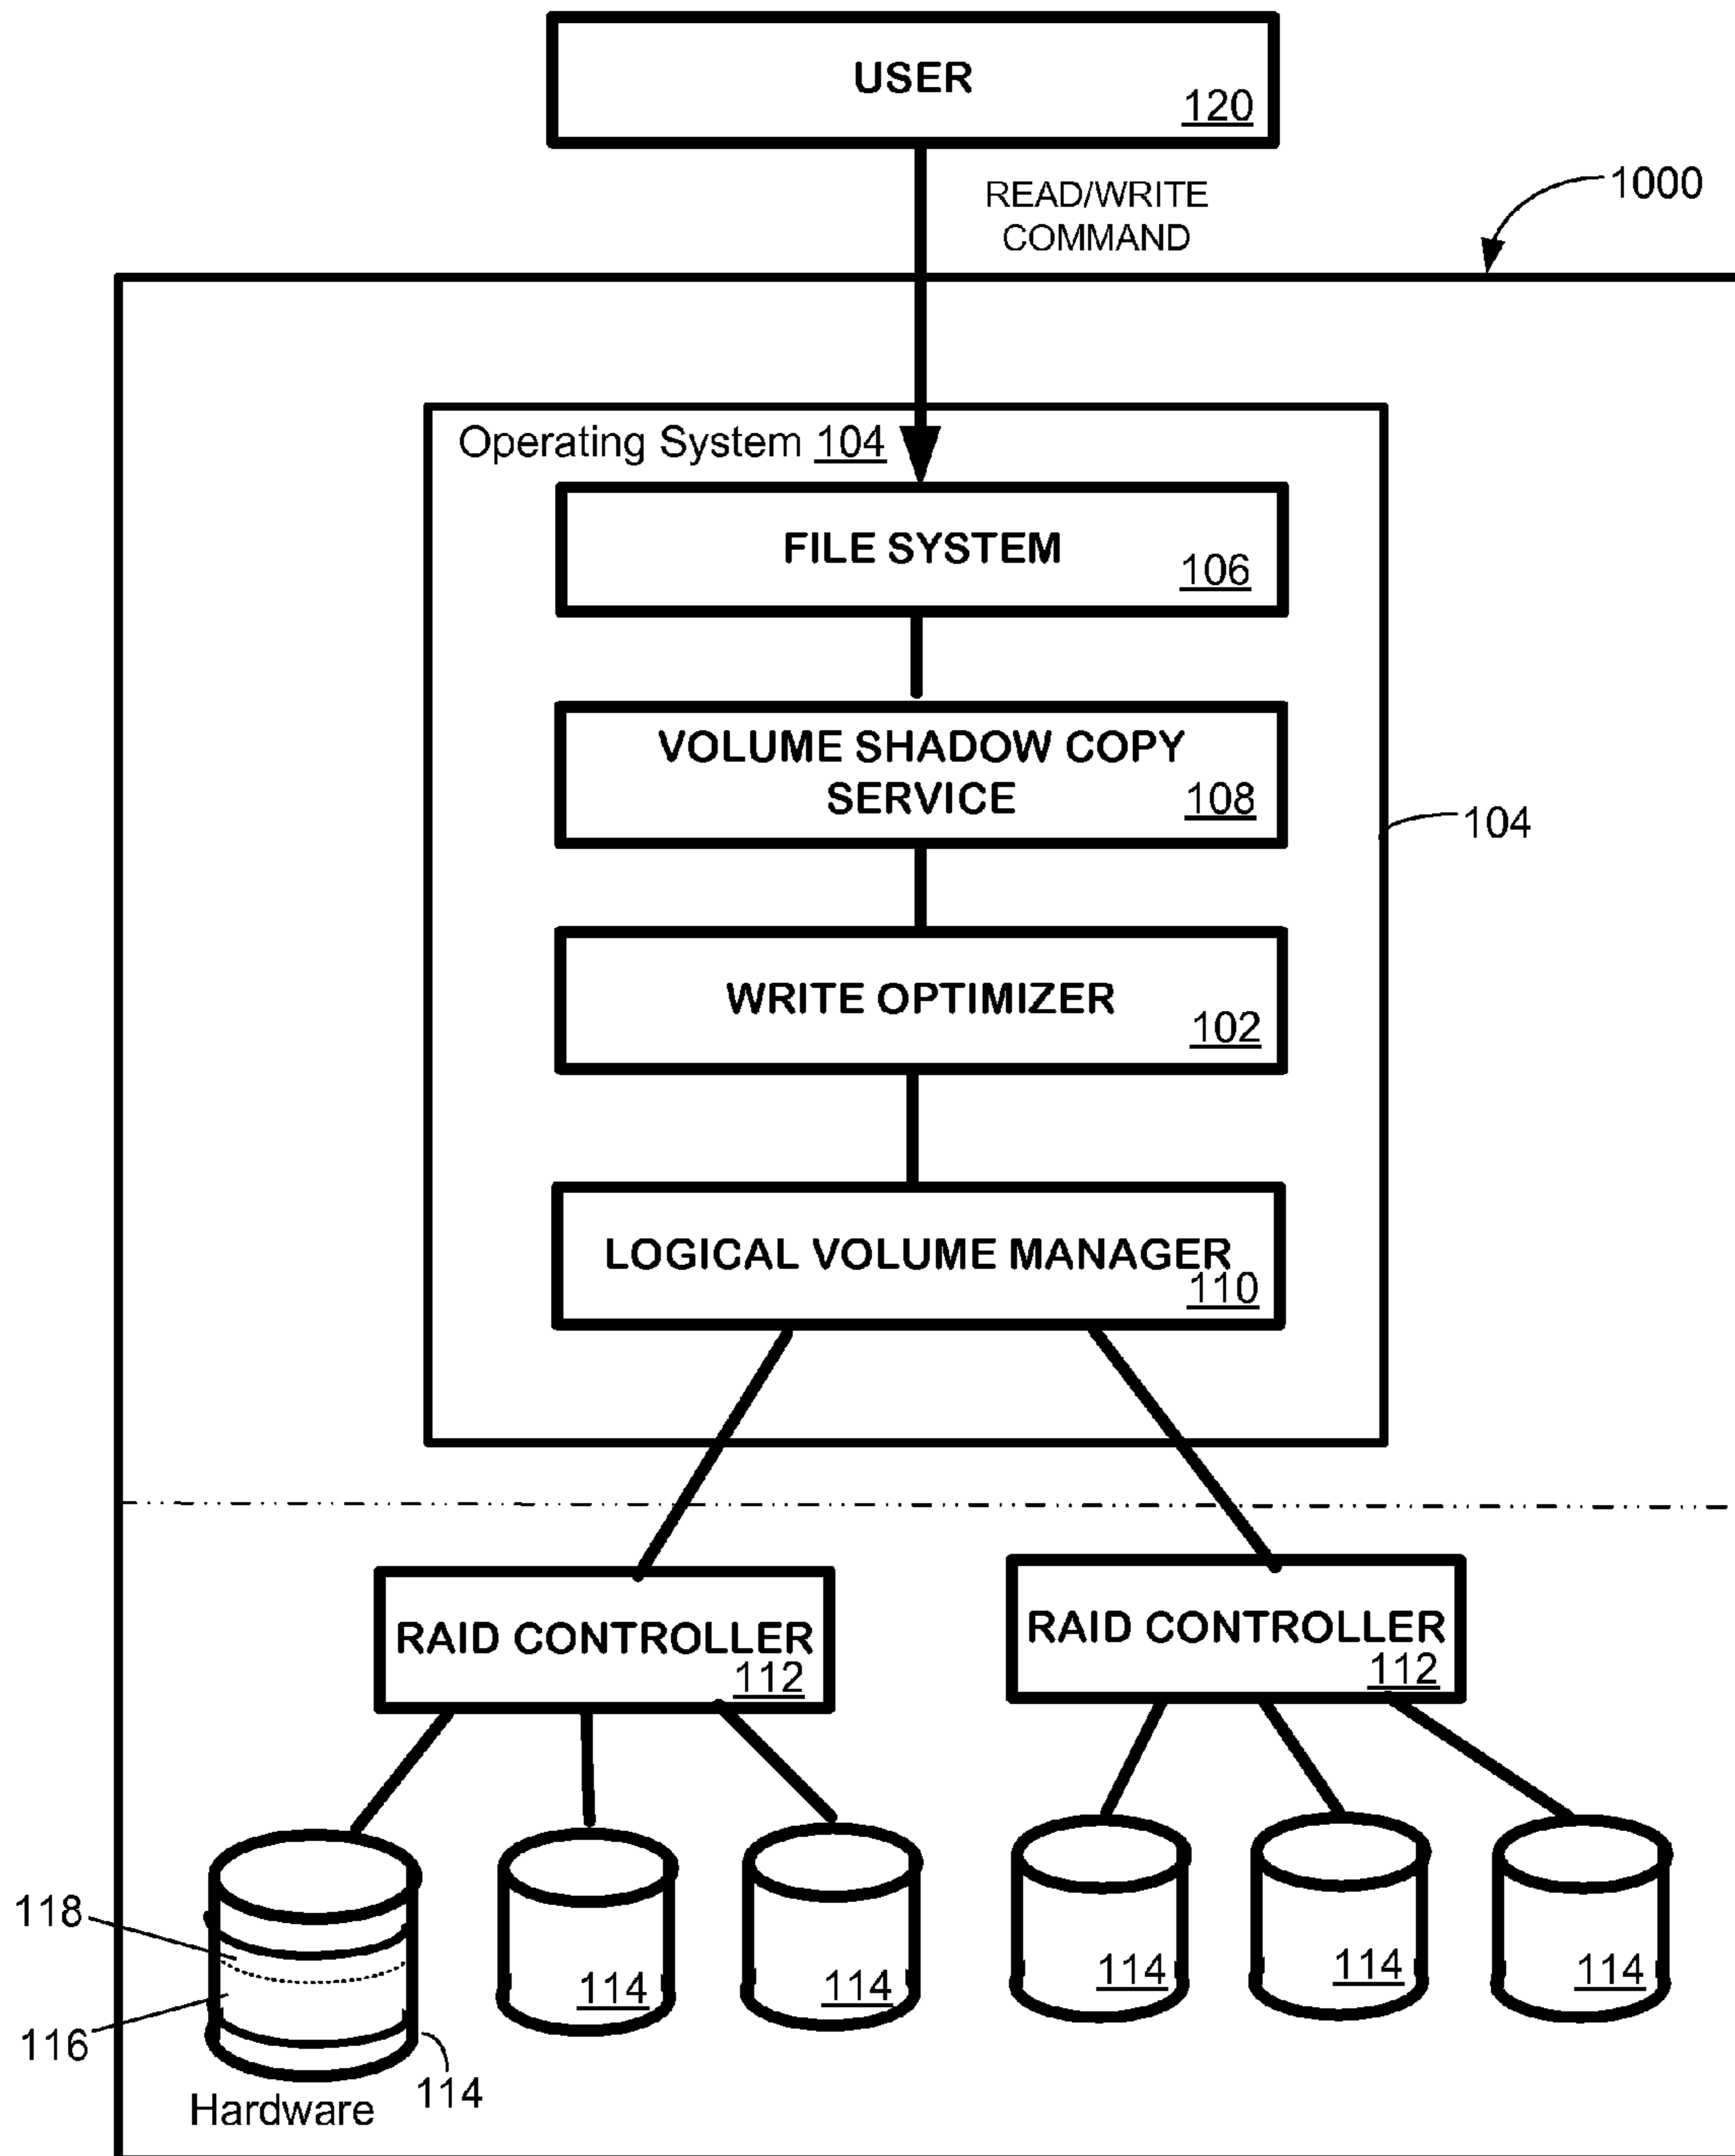 USER
120
READ/WRITE
COMMAND
1000
Operating System 104
FILE SYSTEM
106
VOLUME SHADOW COPY
SERVICE
108
104
WRITE OPTIMIZER
102
LOGICAL VOLUME MANAGER
110
RAID CONTROLLER
112
RAID CONTROLLER
112
118
116
114
114
114
114
114
114
Hardware